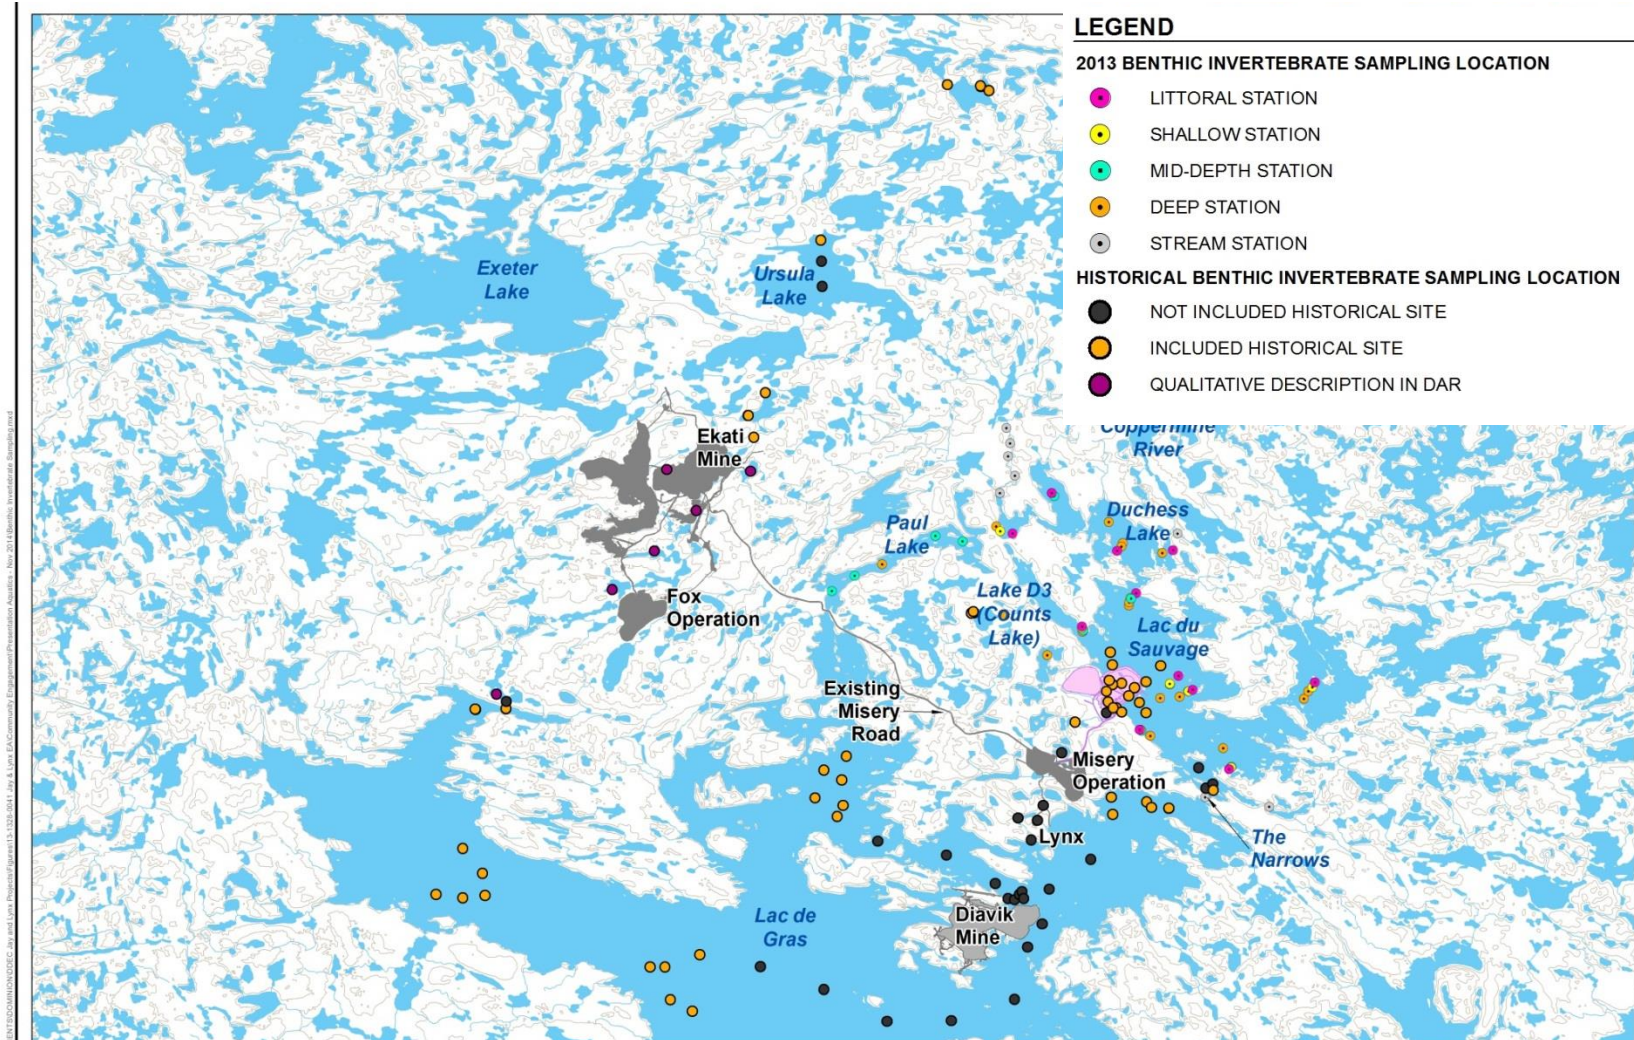 LEGEND
2013 BENTHIC INVERTEBRATE SAMPLING LOCATION
LITTORAL STATION
SHALLOW STATION
MID-DEPTH STATION
DEEP STATION
STREAM STATION
HISTORICAL BENTHIC INVERTEBRATE SAMPLING LOCATION
NOT INCLUDED HISTORICAL SITE
INCLUDED HISTORICAL SITE
QUALITATIVE DESCRIPTION IN DAR
Exeter
Lake
Ursula
Lake
Ekati
Mine
Coppermine
River
Paul
Lake
Duchess
Lake
Fox
Operation
Lake D3
(Counts
Lake)
Lac du
Sauvage
Existing
Misery
Road
Misery
Operation
Lynx
The
Narrows
Lac de
Gras
Diavik
Mine